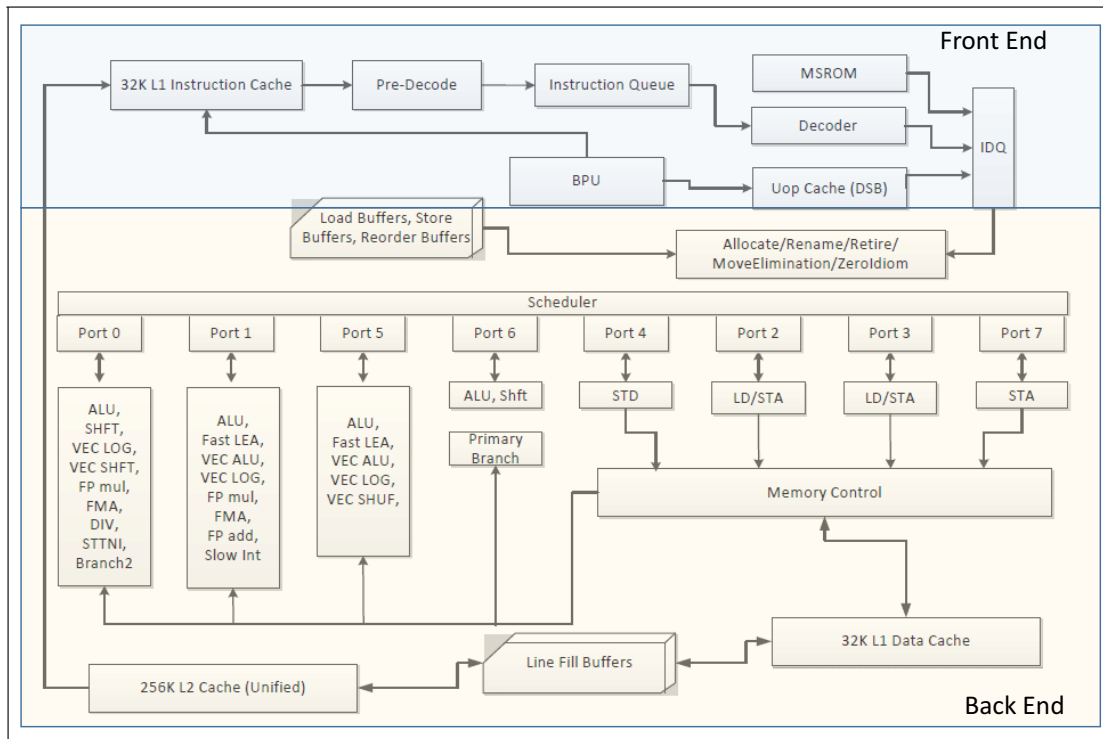 Front End
32K L1 Instruction Cache
Pre-Decode
Instruction Queue
MSROM
Decoder
IDQ
BPU
Uop Cache (DSB)
Load Buffers, Store
Buffers, Reorder Buffers
Allocate/Rename/Retire/
MoveElimination/ZeroIdiom
Scheduler
Port 0
Port 1
Port 5
Port 6
Port 4
Port 2
Port 3
Port 7
ALU,
SHFT,
VEC LOG,
VEC SHFT,
FP mul,
FMA,
DIV,
STTNI,
Branch2
ALU,
Fast LEA,
VEC ALU,
VEC LOG,
FP mul,
FMA,
FP add,
Slow Int
ALU,
Fast LEA,
VEC ALU,
VEC LOG,
VEC SHUF,
ALU, Shft
Primary
Branch
STD
LD/STA
LD/STA
STA
Memory Control
32K L1 Data Cache
Line Fill Buffers
256K L2 Cache (Unified)
Back End